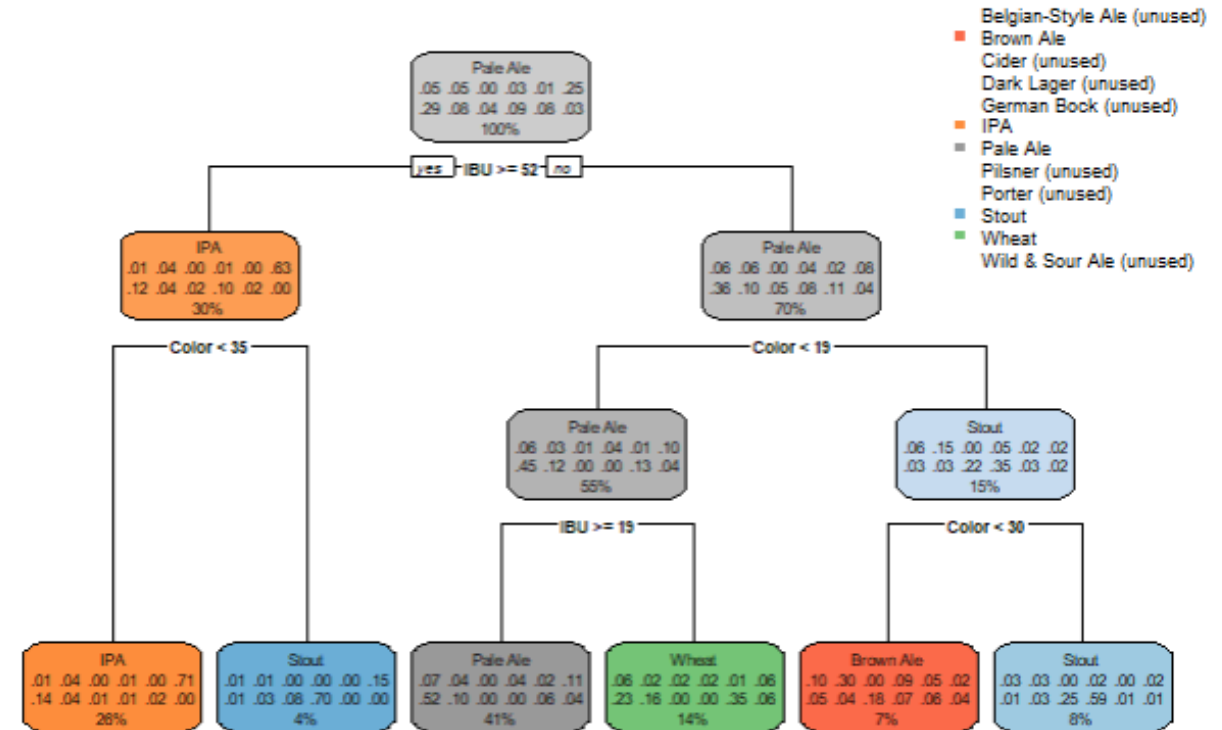 Belgian-Style Ale (unused)
Brown Ale
Cider (unused)
Dark Lager (unused)
German Bock (unused)
IPA
Pale Ale
Pilsner (unused)
Porter (unused)
Stout
Wheat
Wild & Sour Ale (unused)
Pale Ale
.05 .05 .00 .03 .01 .25
.29 .08 .04 .09 .08 .03
100%
yes IBU >= 52 no
IPA
.01 .04 .00 .01 .00 .63
.12 .04 .02 .10 .02 .00
30%
Pale Ale
.06 .06 .00 .04 .02 .08
.36 .10 .05 .08 .11 .04
70%
Color < 35
Color < 19
Pale Ale
.06 .03 .01 .04 .01 .10
.45 .12 .00 .00 .13 .04
55%
Stout
.06 .15 .00 .05 .02 .02
.03 .03 .22 .35 .03 .02
15%
IBU >= 19
Color < 30
IPA
.01 .04 .00 .01 .00 .71
.14 .04 .01 .01 .02 .00
26%
Stout
.01 .01 .00 .00 .00 .15
.01 .03 .08 .70 .00 .00
4%
Pale Ale
.07 .04 .00 .04 .02 .11
.52 .10 .00 .00 .06 .04
41%
Wheat
.06 .02 .02 .02 .01 .06
.23 .16 .00 .00 .35 .06
14%
Brown Ale
.10 .30 .00 .09 .05 .02
.05 .04 .18 .07 .06 .04
7%
Stout
.03 .03 .00 .02 .00 .02
.01 .03 .25 .59 .01 .01
8%